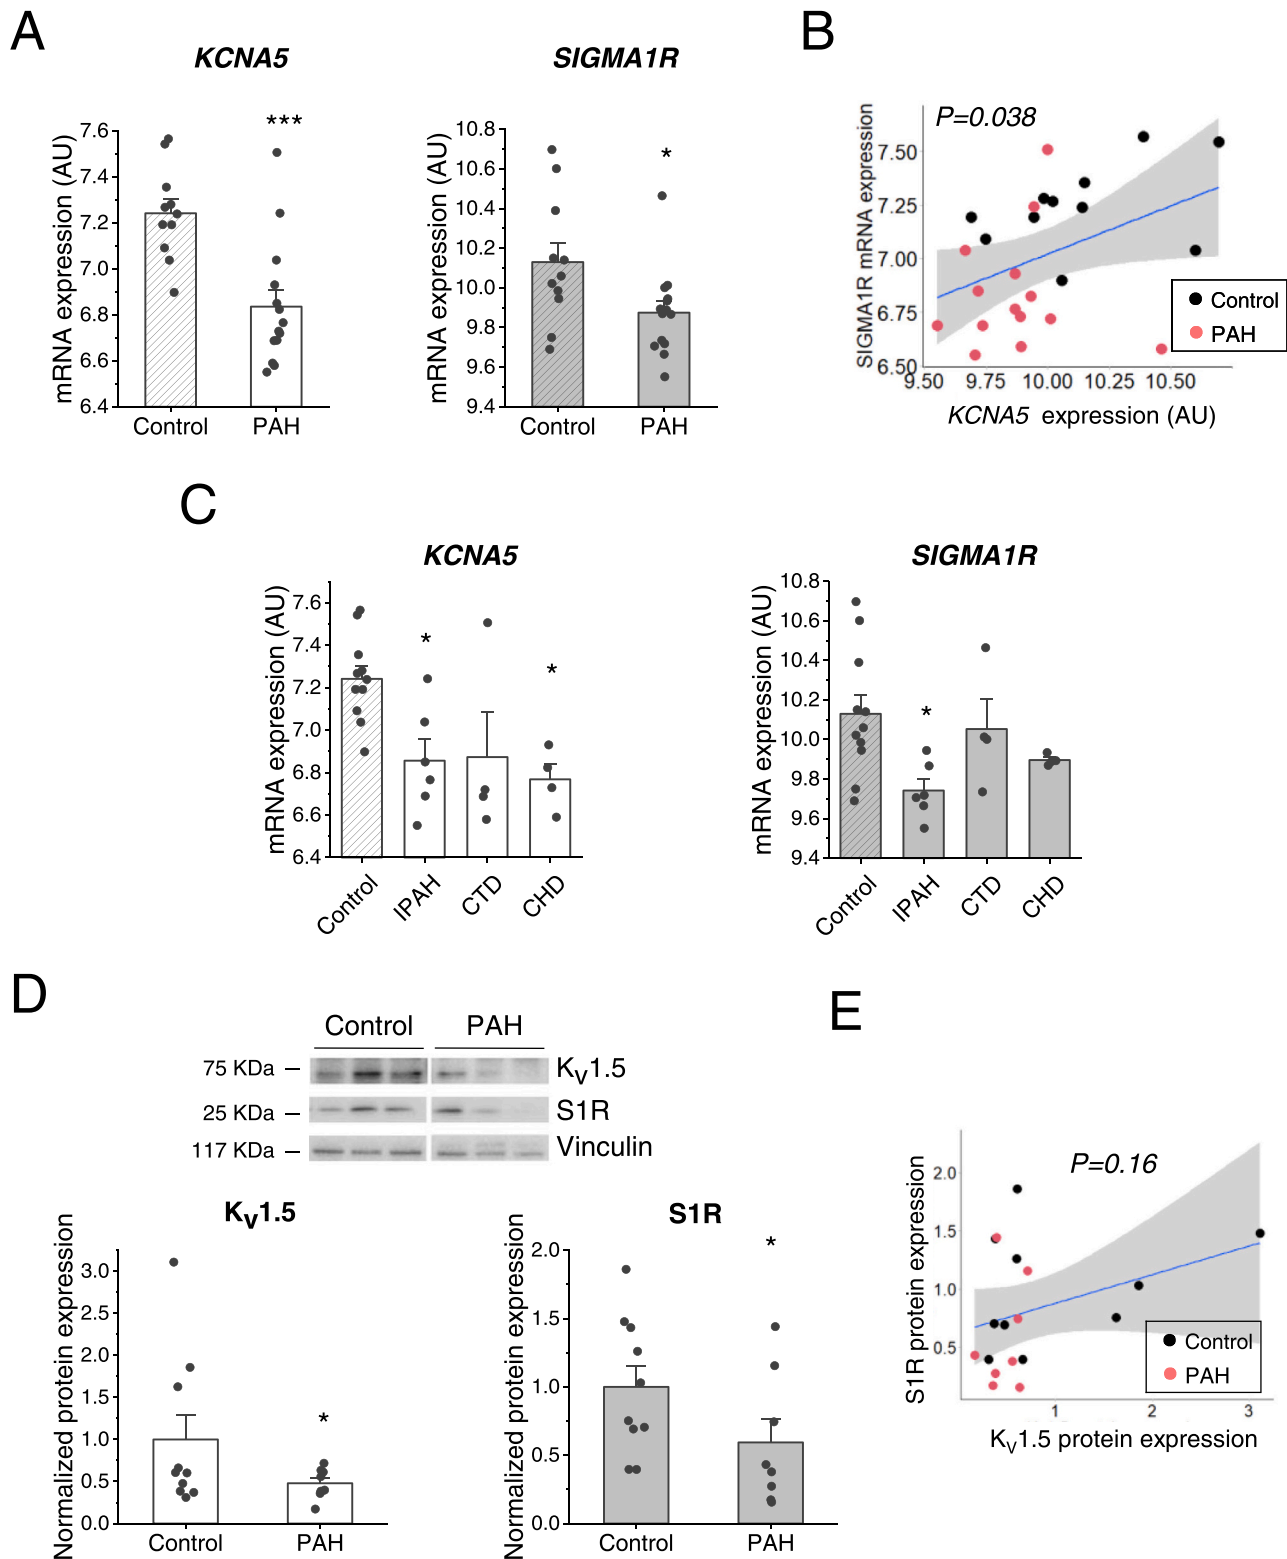 A
KCNA5
SIGMA1R
mRNA expression (AU)
7.6
7.4
7.2
7.0
6.8
6.6
6.4
***
Control
PAH
mRNA expression (AU)
10.8
10.6
10.4
10.2
10.0
9.8
9.6
9.4
*
Control
PAH
B
SIGMA1R mRNA expression
P=0.038
7.50
7.25
7.00
6.75
6.50
9.50
9.75
10.00
10.25
10.50
Control
PAH
KCNA5 expression (AU)
C
KCNA5
mRNA expression (AU)
7.6
7.4
7.2
7.0
6.8
6.6
6.4
*
*
Control
IPAH
CTD
CHD
SIGMA1R
mRNA expression (AU)
10.8
10.6
10.4
10.2
10.0
9.8
9.6
9.4
*
Control
IPAH
CTD
CHD
D
Control
PAH
75 KDa
KV1.5
25 KDa
S1R
117 KDa
Vinculin
KV1.5
Normalized protein expression
3.0
2.5
2.0
1.5
1.0
0.5
0.0
*
Control
PAH
S1R
Normalized protein expression
2.0
1.5
1.0
0.5
0.0
*
Control
PAH
E
S1R protein expression
P=0.16
2.0
1.5
1.0
0.5
1
2
3
Control
PAH
KV1.5 protein expression